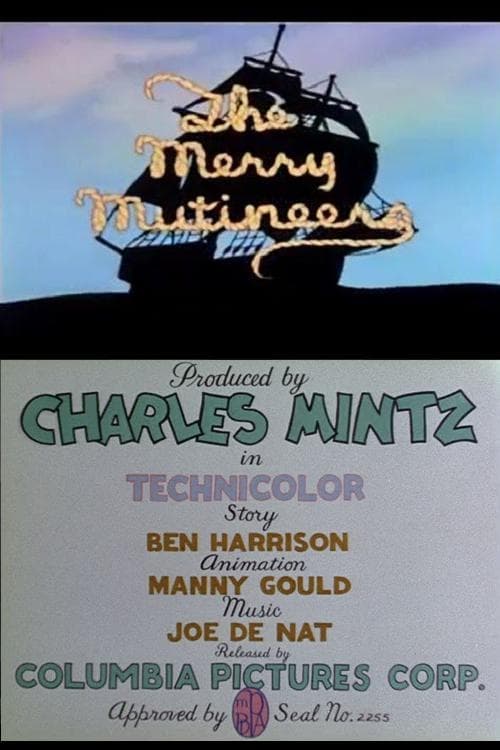 The
Merry
Mutineers
Produced by
CHARLES MINTZ
in
TECHNICOLOR
Story
BEN HARRISON
Animation
MANNY GOULD
Music
JOE DE NAT
Released by
COLUMBIA PICTURES CORP.
Approved by MPPDA Seal No. 2255